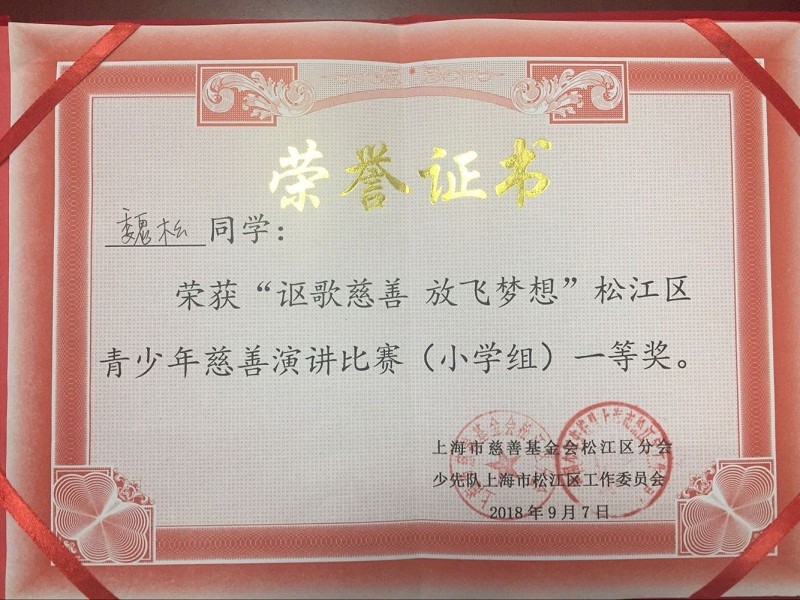 荣誉证书
魏松 同学：
荣获“讴歌慈善 放飞梦想”松江区
青少年慈善演讲比赛（小学组）一等奖。
上海市慈善基金会松江区分会
少先队上海市松江区工作委员会
2018年9月7日